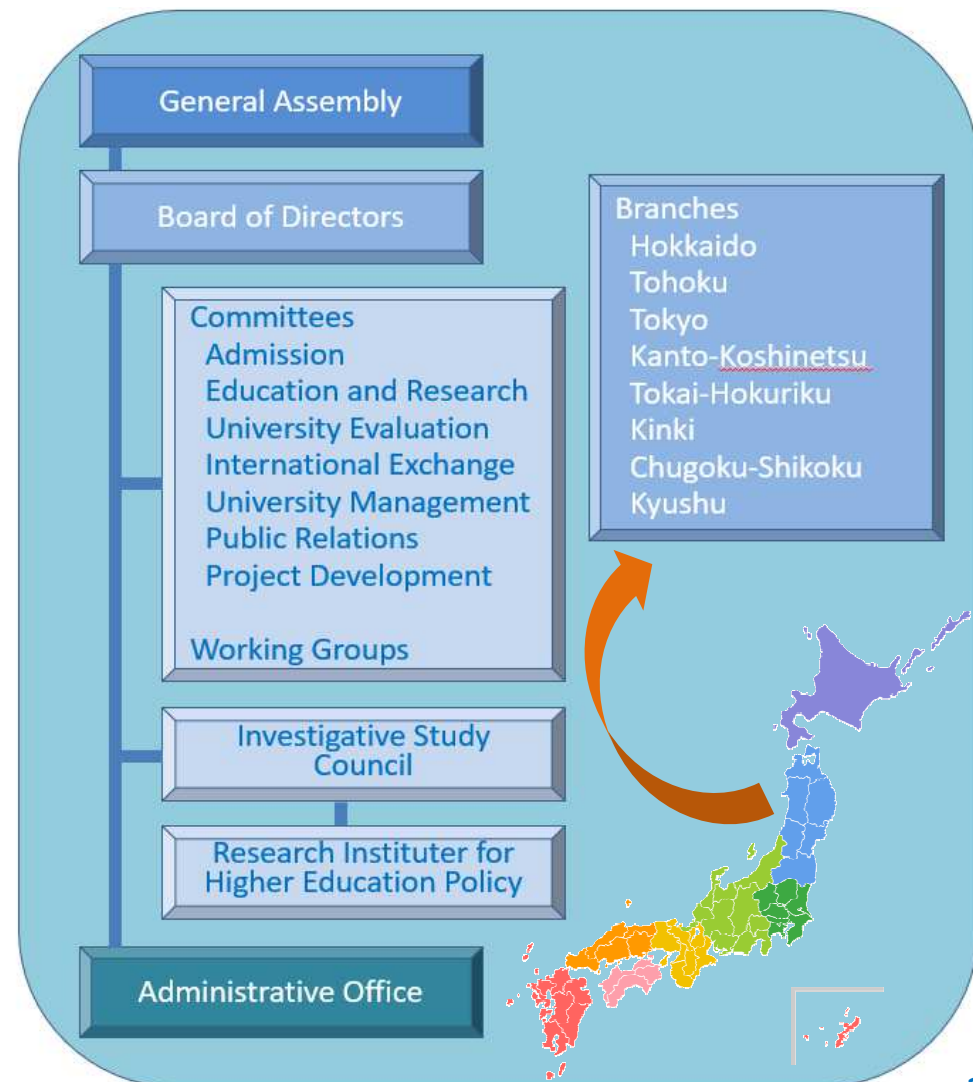 General Assembly
Board of Directors
Committees
Admission
Education and Research
University Evaluation
International Exchange
University Management
Public Relations
Project Development
Working Groups
Investigative Study
Council
Research Instituter for
Higher Education Policy
Administrative Office
Branches
Hokkaido
Tohoku
Tokyo
Kanto-Koshinetsu
Tokai-Hokuriku
Kinki
Chugoku-Shikoku
Kyushu